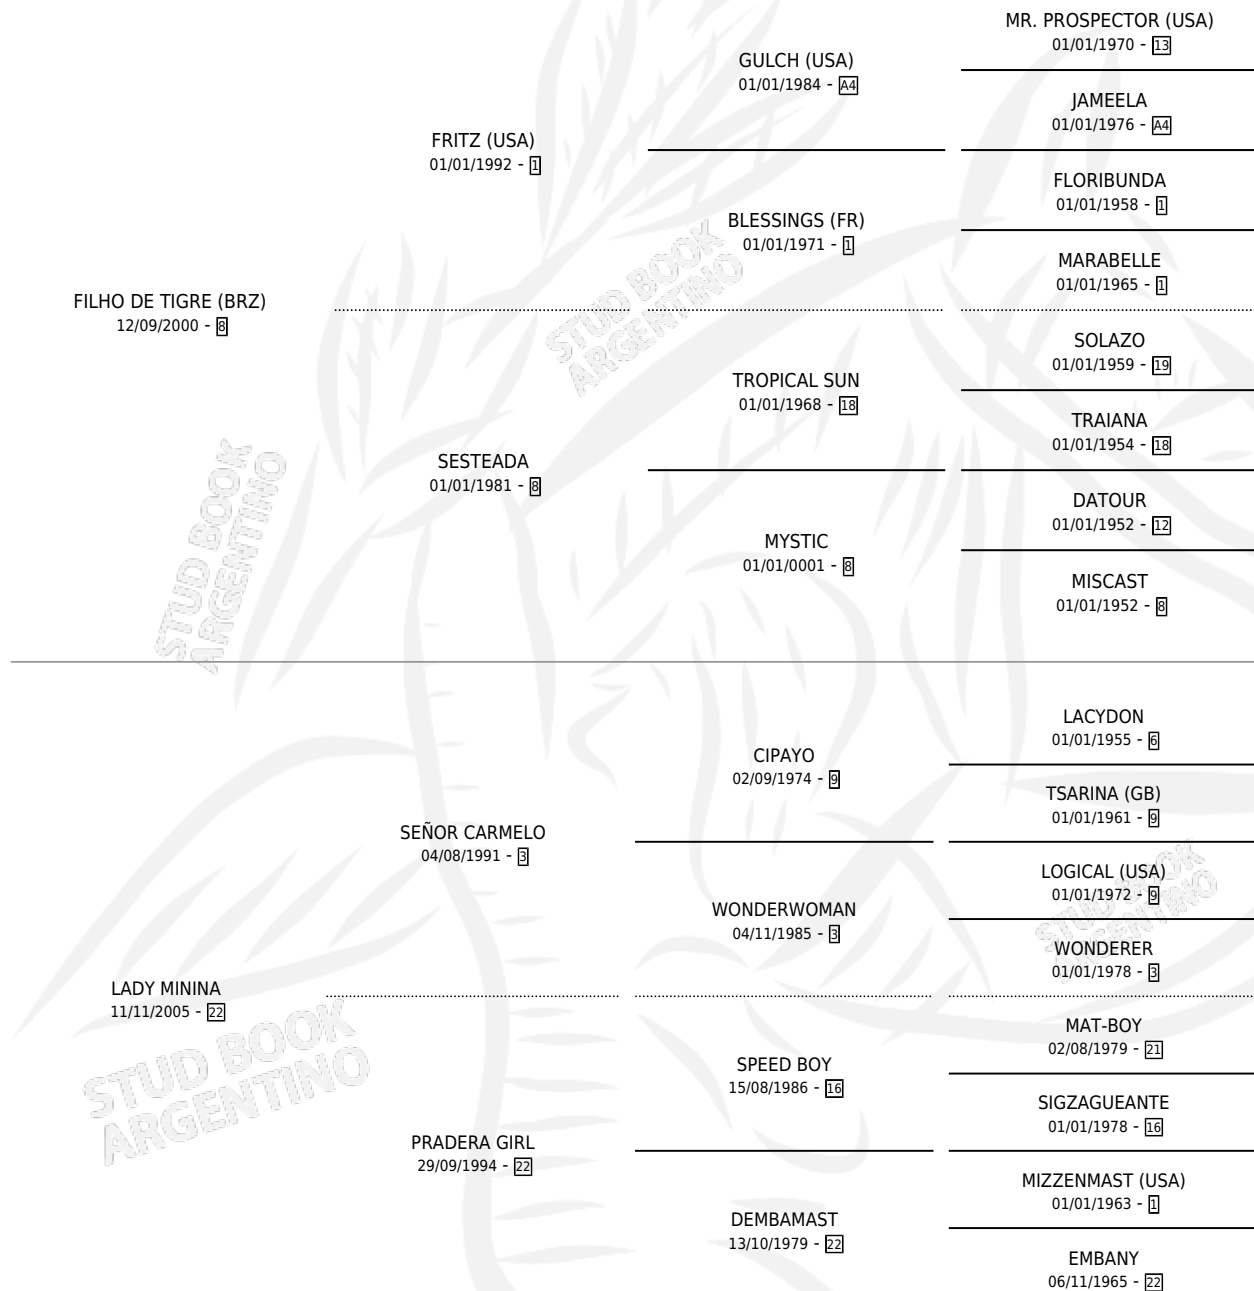 MR. PROSPECTOR (USA)
01/01/1970 - 13
GULCH (USA)
01/01/1984 - A4
JAMEELA
01/01/1976 - A4
FRITZ (USA)
01/01/1992 - 1
FLORIBUNDA
01/01/1958 - 1
BLESSINGS (FR)
01/01/1971 - 1
MARABELLE
01/01/1965 - 1
FILHO DE TIGRE (BRZ)
12/09/2000 - 8
SOLAZO
01/01/1959 - 19
TROPICAL SUN
01/01/1968 - 18
TRAIANA
01/01/1954 - 18
SESTEADA
01/01/1981 - 8
DATOUR
01/01/1952 - 12
MYSTIC
01/01/0001 - 8
MISCAST
01/01/1952 - 8
LACYDON
01/01/1955 - 6
CIPAYO
02/09/1974 - 9
TSARINA (GB)
01/01/1961 - 9
SEÑOR CARMELO
04/08/1991 - 3
LOGICAL (USA)
01/01/1972 - 9
WONDERWOMAN
04/11/1985 - 3
WONDERER
01/01/1978 - 3
LADY MININA
11/11/2005 - 22
MAT-BOY
02/08/1979 - 21
SPEED BOY
15/08/1986 - 16
SIGZAGUEANTE
01/01/1978 - 16
PRADERA GIRL
29/09/1994 - 22
MIZZENMAST (USA)
01/01/1963 - 1
DEMBAMAST
13/10/1979 - 22
EMBANY
06/11/1965 - 22
STUD BOOK
ARGENTINO
STUD BOOK
ARGENTINO
STUD BOOK
ARGENTINO
STUD BOOK
ARGENTINO